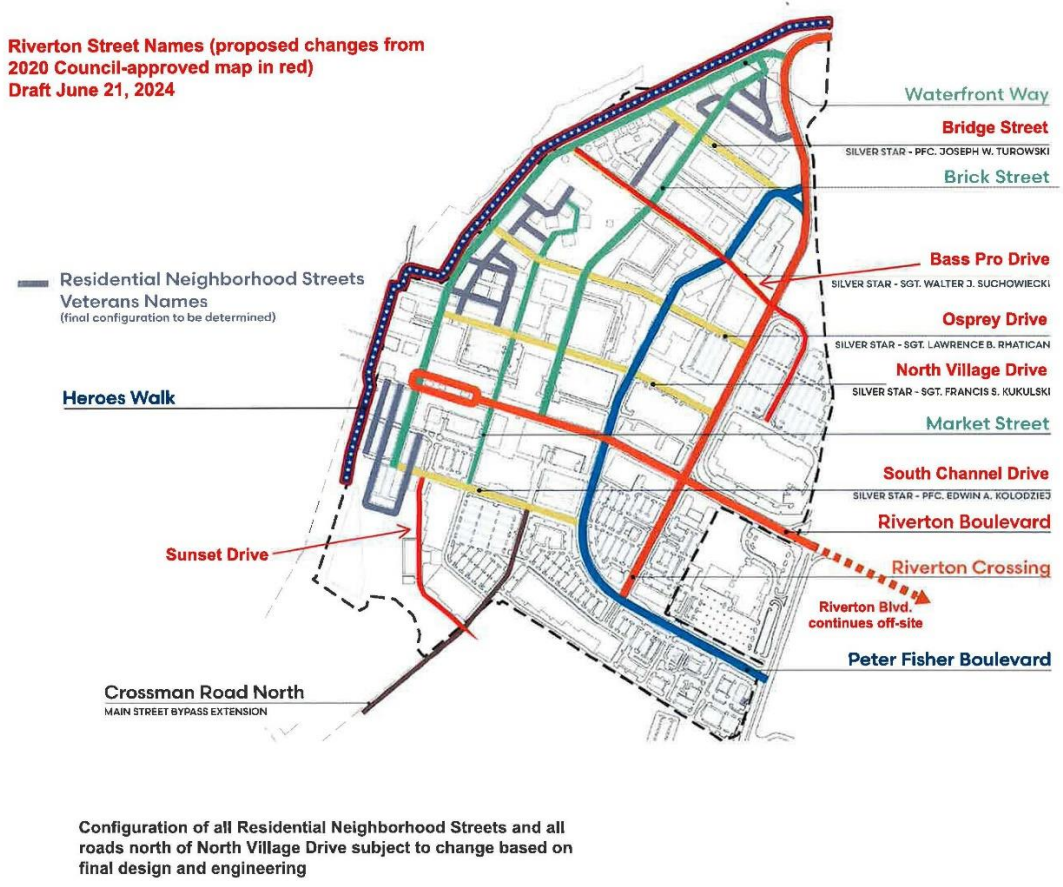 Riverton Street Names (proposed changes from
2020 Council-approved map in red)
Draft June 21, 2024
Waterfront Way
Bridge Street
SILVER STAR - PFC. JOSEPH W. TUROWSKI
Brick Street
Bass Pro Drive
SILVER STAR - SGT. WALTER J. SUCHOWIECKI
Residential Neighborhood Streets
Veterans Names
(final configuration to be determined)
Osprey Drive
SILVER STAR - SGT. LAWRENCE B. RHATICAN
North Village Drive
SILVER STAR - SGT. FRANCIS S. KUKULSKI
Heroes Walk
Market Street
South Channel Drive
SILVER STAR - PFC. EDWIN A. KOLODZIEJ
Riverton Boulevard
Sunset Drive
Riverton Crossing
Riverton Blvd.
continues off-site
Peter Fisher Boulevard
Crossman Road North
MAIN STREET BYPASS EXTENSION
Configuration of all Residential Neighborhood Streets and all
roads north of North Village Drive subject to change based on
final design and engineering